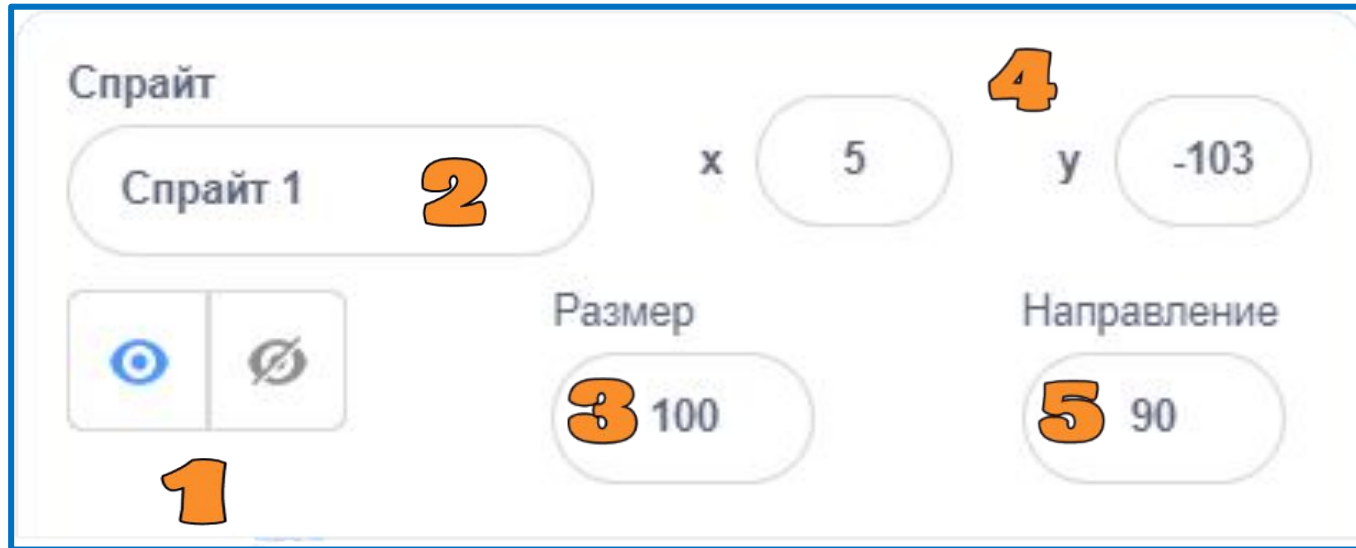 Спрайт
4
Спрайт 1 2
x 5 y -103
Размер Направление
3 100 5 90
1